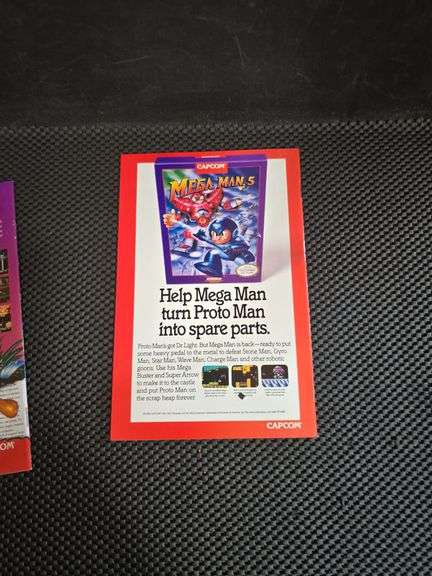 CAPCOM
MEGA MAN 5
Help Mega Man
turn Proto Man
into spare parts.
Proto Man's got Dr. Light. But Mega Man is back—ready to put
some heavy pedal to the metal to defeat Stone Man, Gyro
Man, Star Man, Wave Man, Charge Man and other robotic
goons. Use his Mega
Buster and Super Arrow
to make it to the castle
and put Proto Man on
the scrap heap forever.
CAPCOM
COM